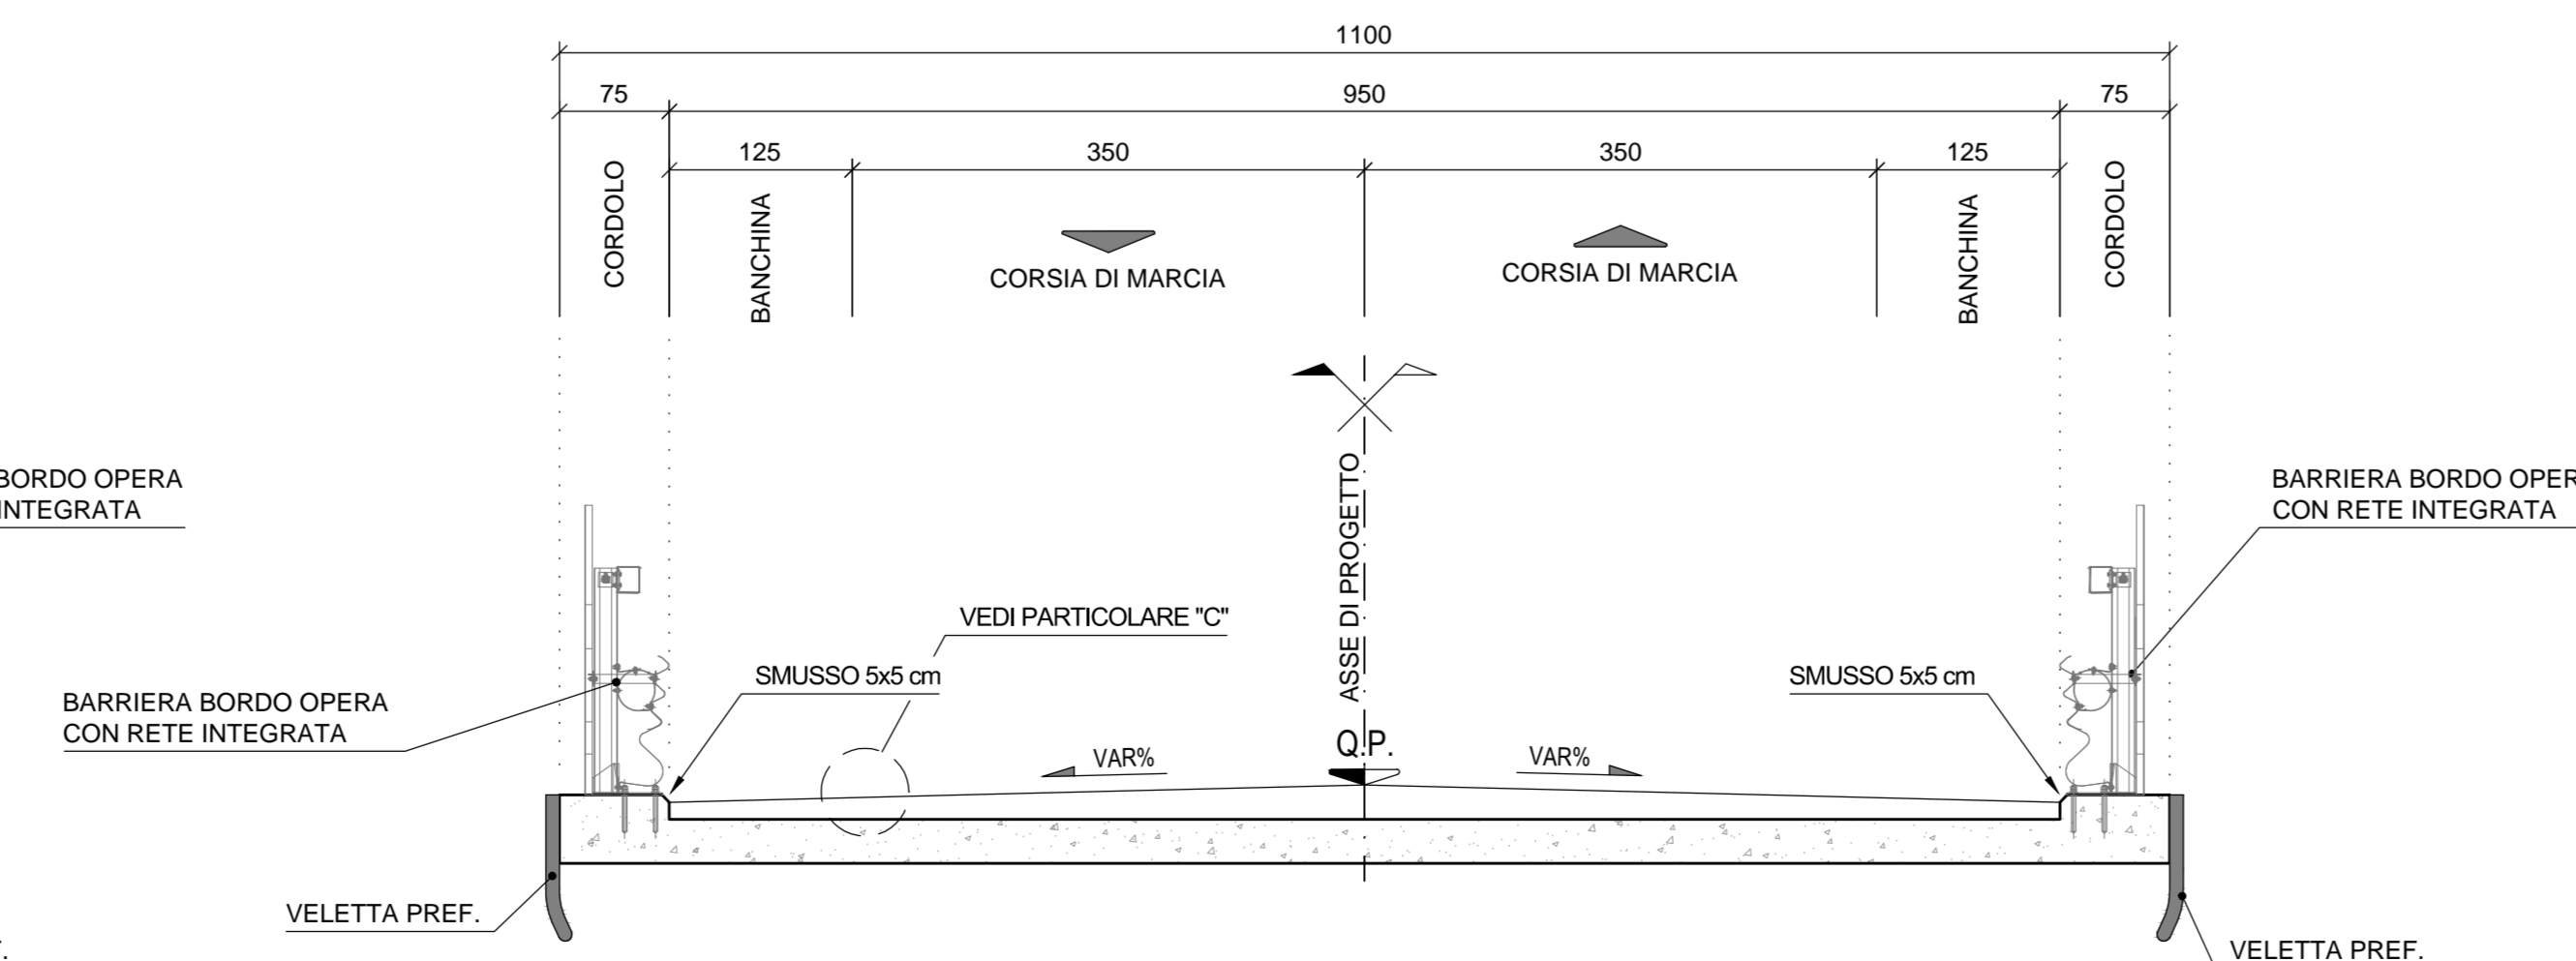 1100
75
950
75
125
350
350
125
CORDOLO
BANCHINA
CORSIA DI MARCIA
CORSIA DI MARCIA
BANCHINA
CORDOLO
BORDO OPERA
INTEGRATA
ASSE DI PROGETTO
BARRIERA BORDO OPER
CON RETE INTEGRATA
VEDI PARTICOLARE "C"
SMUSSO 5x5 cm
SMUSSO 5x5 cm
BARRIERA BORDO OPERA
CON RETE INTEGRATA
VAR%
Q.P.
VAR%
VELETTA PREF.
VELETTA PREF.